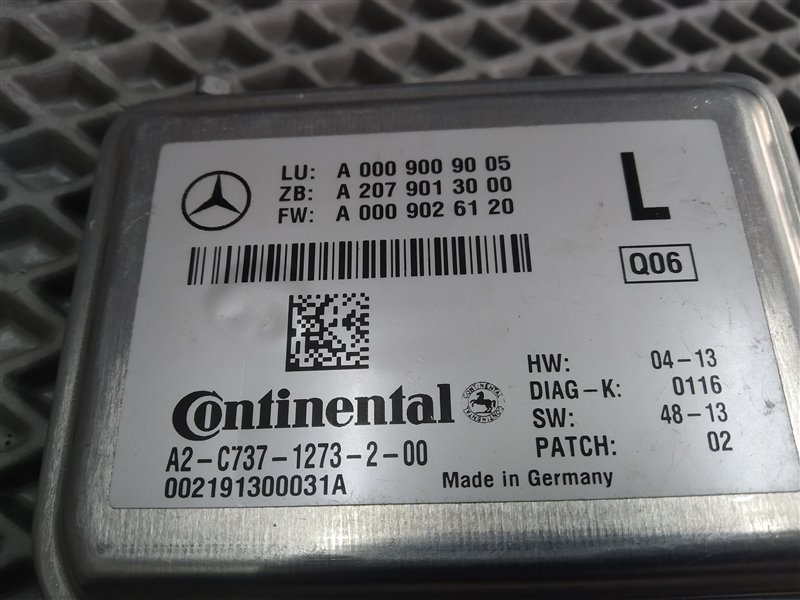 LU: A 000 900 90 05
ZB: A 207 901 30 00
FW: A 000 902 61 20
L
Q06
HW: 04-13
DIAG-K: 0116
SW: 48-13
PATCH: 02
Continental
A2-C737-1273-2-00
002191300031A
Made in Germany